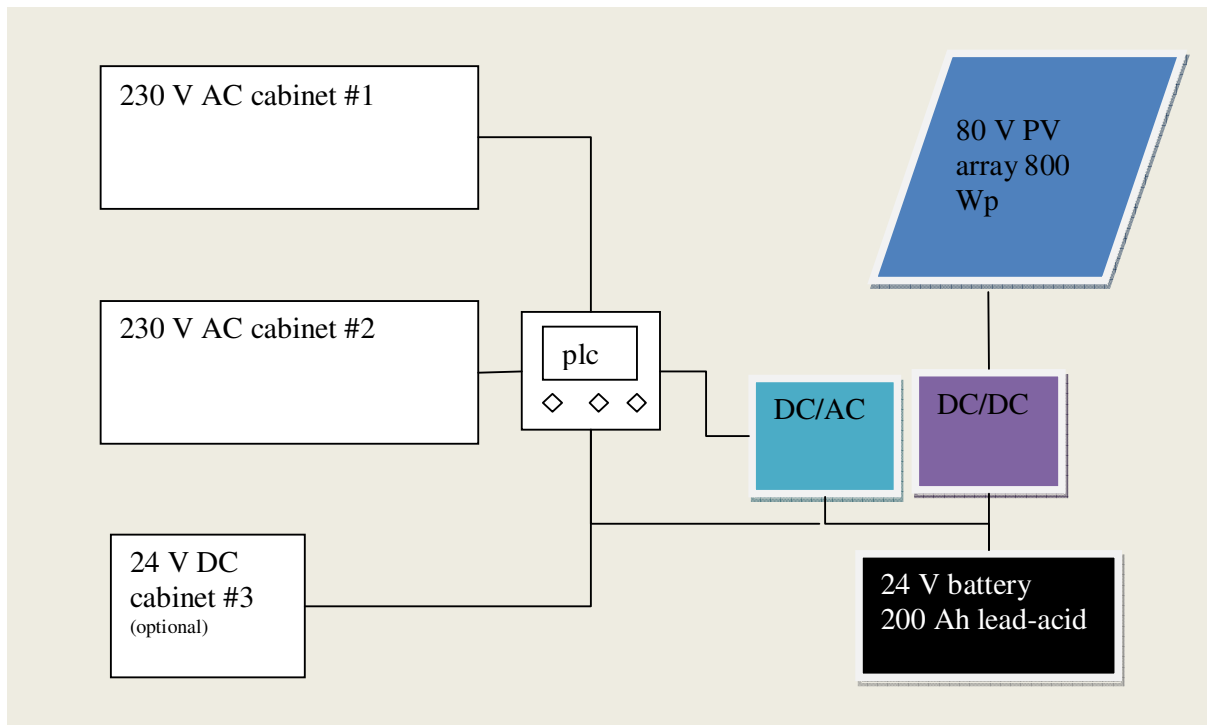 230 V AC cabinet #1
80 V PV
array 800
Wp
230 V AC cabinet #2
plc
DC/AC
DC/DC
24 V DC
cabinet #3
(optional)
24 V battery
200 Ah lead-acid